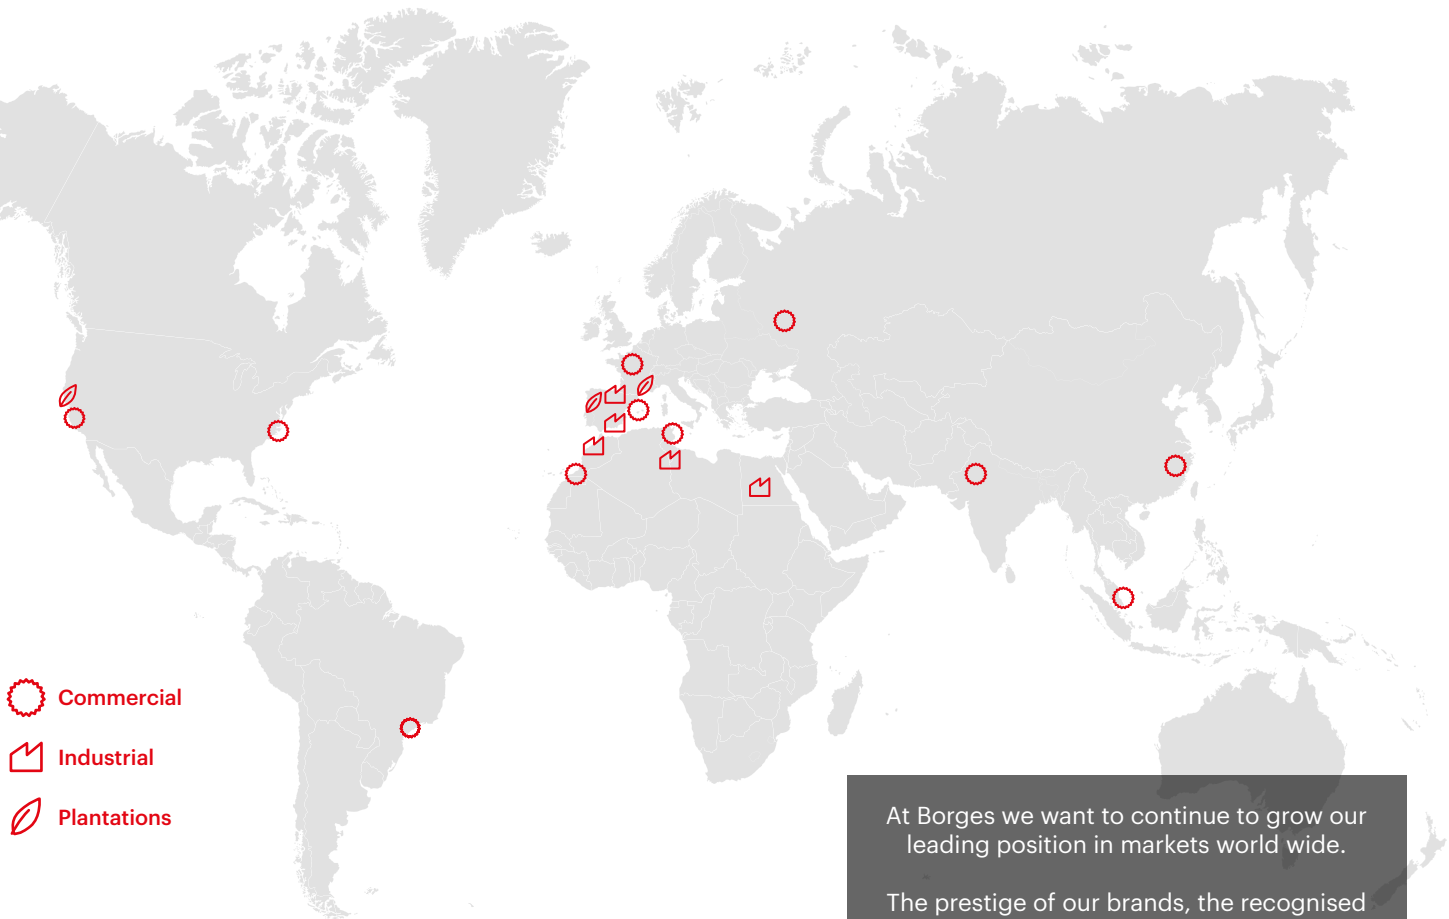 Commercial
Industrial
Plantations
At Borges we want to continue to grow our
leading position in markets world wide.
The prestige of our brands, the recognised